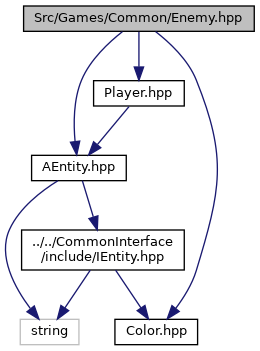 Src/Games/Common/Enemy.hpp
Player.hpp
AEntity.hpp
../../CommonInterface
/include/IEntity.hpp
string
Color.hpp